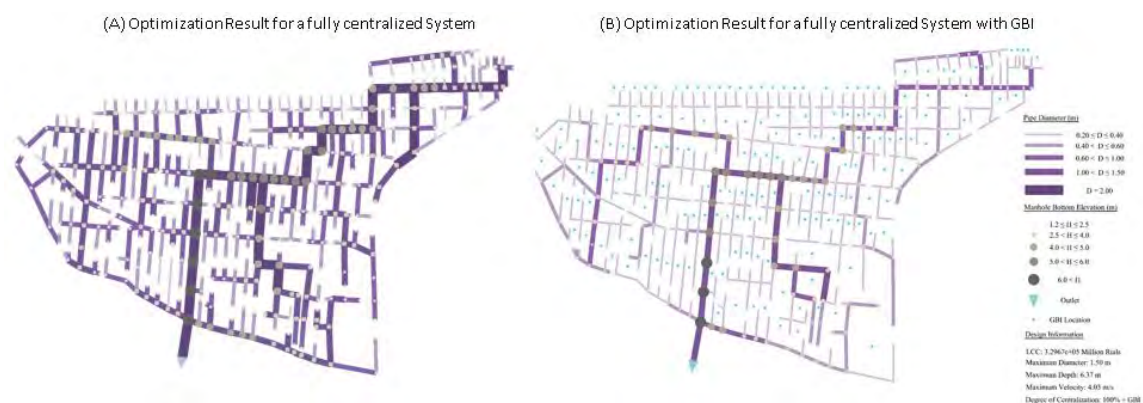 (A) Optimization Result for a fully centralized System
(B) Optimization Result for a fully centralized System with GBI
Pipe Diameter (m)
0.20 ≤ D ≤ 0.40
0.40 < D ≤ 0.60
0.60 < D ≤ 1.00
1.00 < D ≤ 1.50
D = 2.00
Manhole Bottom Elevation (m)
1.2 ≤ H ≤ 2.5
2.5 < H ≤ 4.0
4.0 < H ≤ 5.0
5.0 < H ≤ 6.0
6.0 < H
Outlet
GBI Location
Design Information
LCC: 3.2967e+05 Million Rials
Maximum Diameter: 1.50 m
Maximum Depth: 6.37 m
Maximum Velocity: 4.05 m/s
Degree of Centralization: 100% + GBI